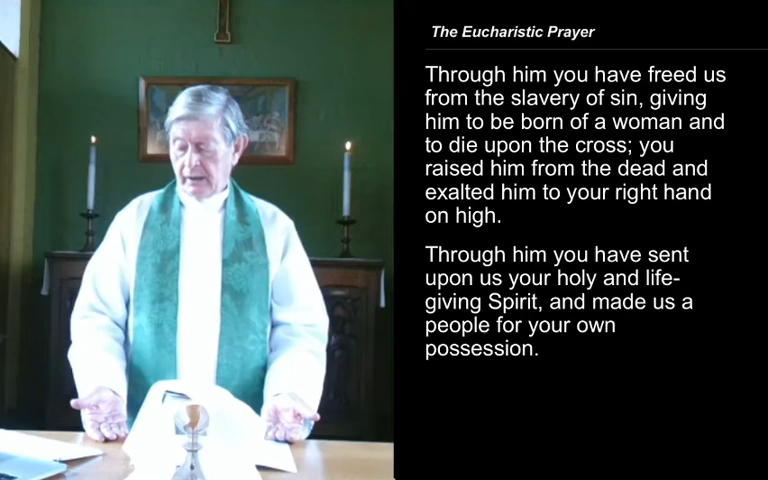 The Eucharistic Prayer
Through him you have freed us
from the slavery of sin, giving
him to be born of a woman and
to die upon the cross; you
raised him from the dead and
exalted him to your right hand
on high.
Through him you have sent
upon us your holy and life-
giving Spirit, and made us a
people for your own
possession.